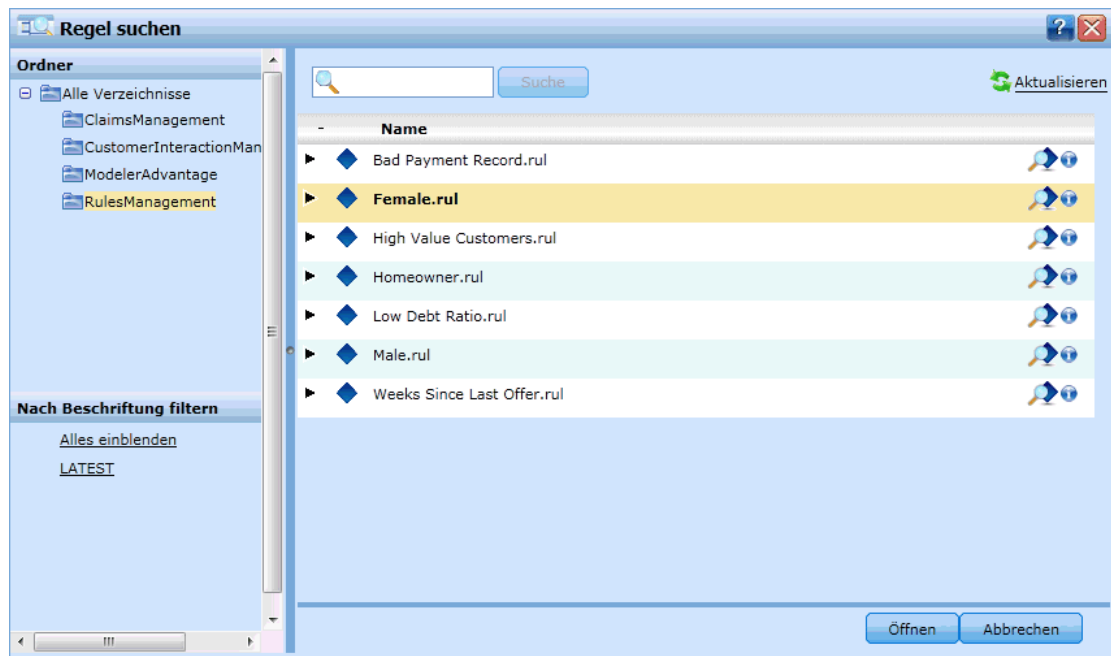 Regel suchen
Ordner
Alle Verzeichnisse
ClaimsManagement
CustomerInteractionMan
ModelerAdvantage
RulesManagement
Nach Beschriftung filtern
Alles einblenden
LATEST
Suche
Aktualisieren
- Name
Bad Payment Record.rul
Female.rul
High Value Customers.rul
Homeowner.rul
Low Debt Ratio.rul
Male.rul
Weeks Since Last Offer.rul
Öffnen Abbrechen